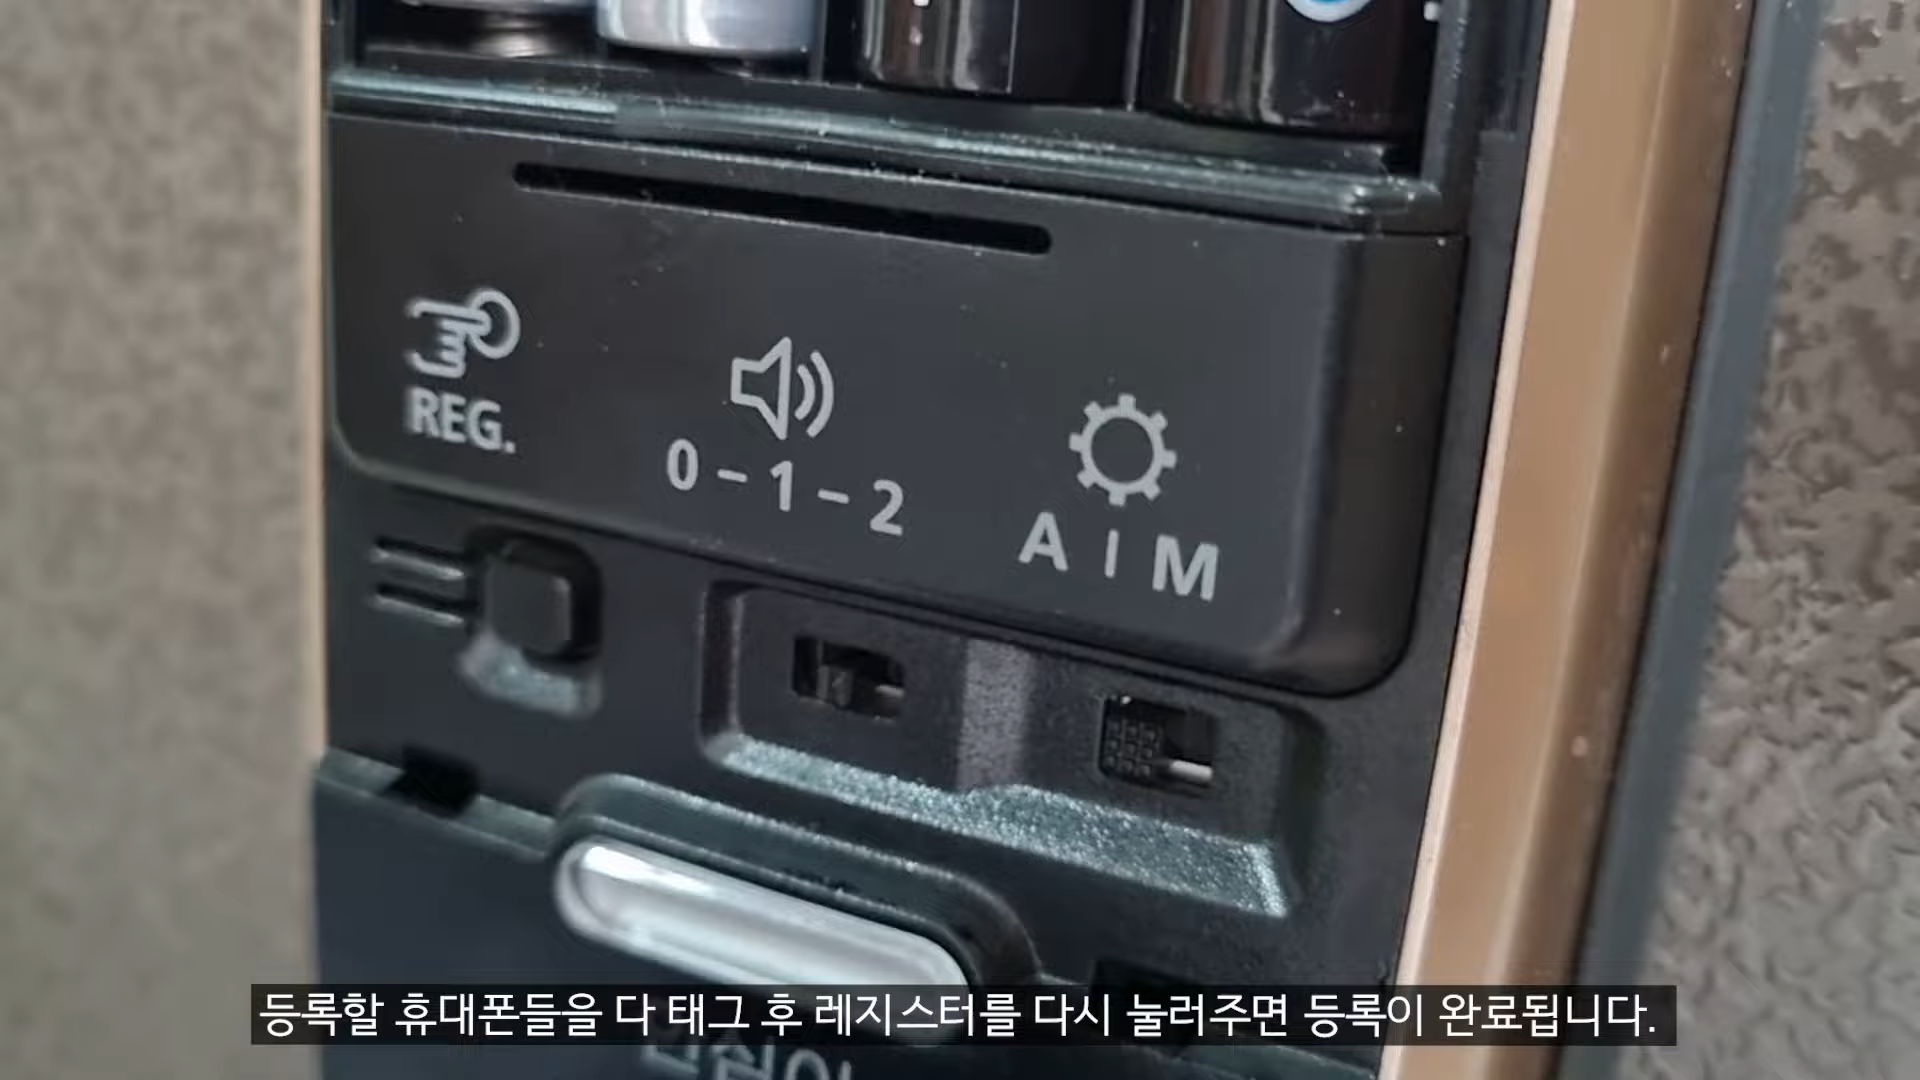 REG.
0-1-2
A | M
등록할 휴대폰들을 다 태그 후 레지스터를 다시 눌러주면 등록이 완료됩니다.